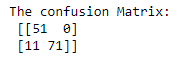 The confusion Matrix:
[[51  0]
[11 71]]